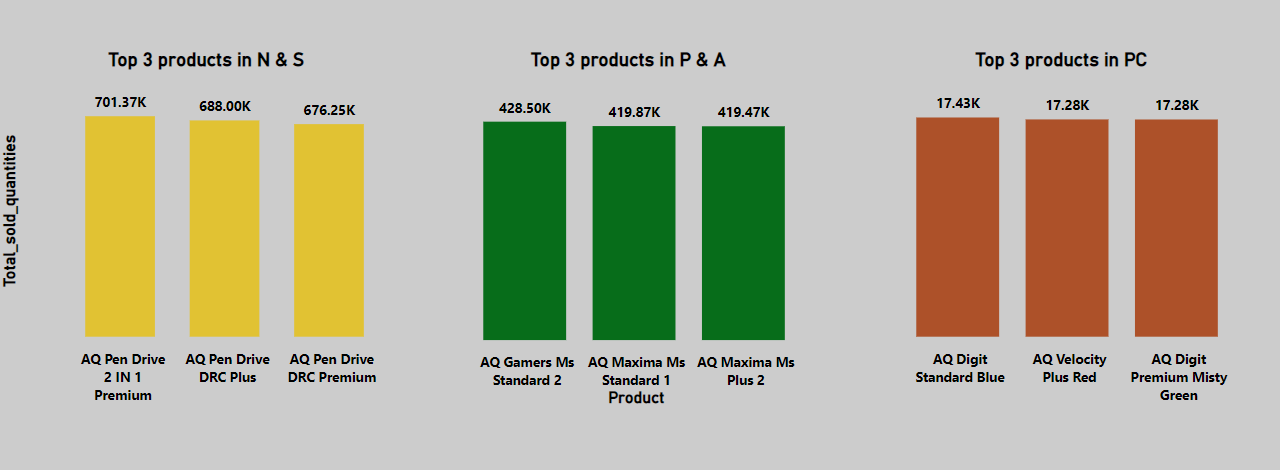 Top 3 products in N & S
701.37K
688.00K
676.25K
AQ Pen Drive
2 IN 1
Premium
AQ Pen Drive
DRC Plus
AQ Pen Drive
DRC Premium
Top 3 products in P & A
428.50K
419.87K
419.47K
AQ Gamers Ms
Standard 2
AQ Maxima Ms
Standard 1
AQ Maxima Ms
Plus 2
Top 3 products in PC
17.43K
17.28K
17.28K
AQ Digit
Standard Blue
AQ Velocity
Plus Red
AQ Digit
Premium Misty
Green
Total_sold_quantities
Product